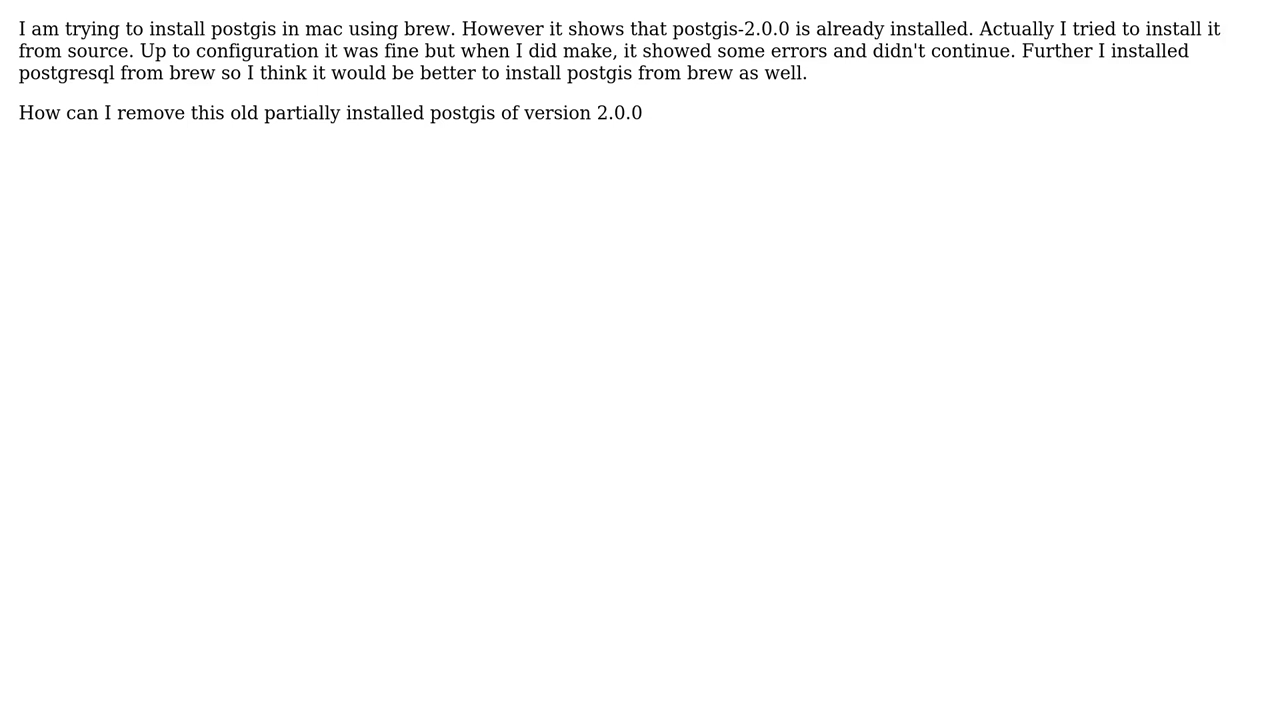 I am trying to install postgis in mac using brew. However it shows that postgis-2.0.0 is already installed. Actually I tried to install it
from source. Up to configuration it was fine but when I did make, it showed some errors and didn't continue. Further I installed
postgresql from brew so I think it would be better to install postgis from brew as well.
How can I remove this old partially installed postgis of version 2.0.0